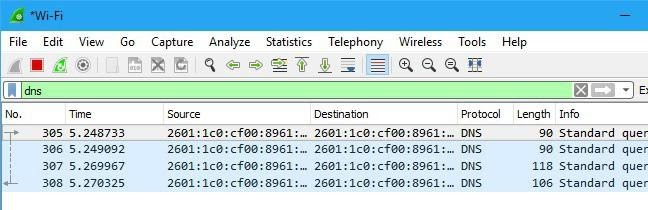 *Wi-Fi
File Edit View Go Capture Analyze Statistics Telephony Wireless Tools Help
dns
No. Time Source Destination Protocol Length Info
305 5.248733 2601:1c0:cf00:8961:… 2601:1c0:cf00:8961:… DNS 90 Standard quer
306 5.249092 2601:1c0:cf00:8961:… 2601:1c0:cf00:8961:… DNS 90 Standard quer
307 5.269967 2601:1c0:cf00:8961:… 2601:1c0:cf00:8961:… DNS 118 Standard quer
308 5.270325 2601:1c0:cf00:8961:… 2601:1c0:cf00:8961:… DNS 106 Standard quer